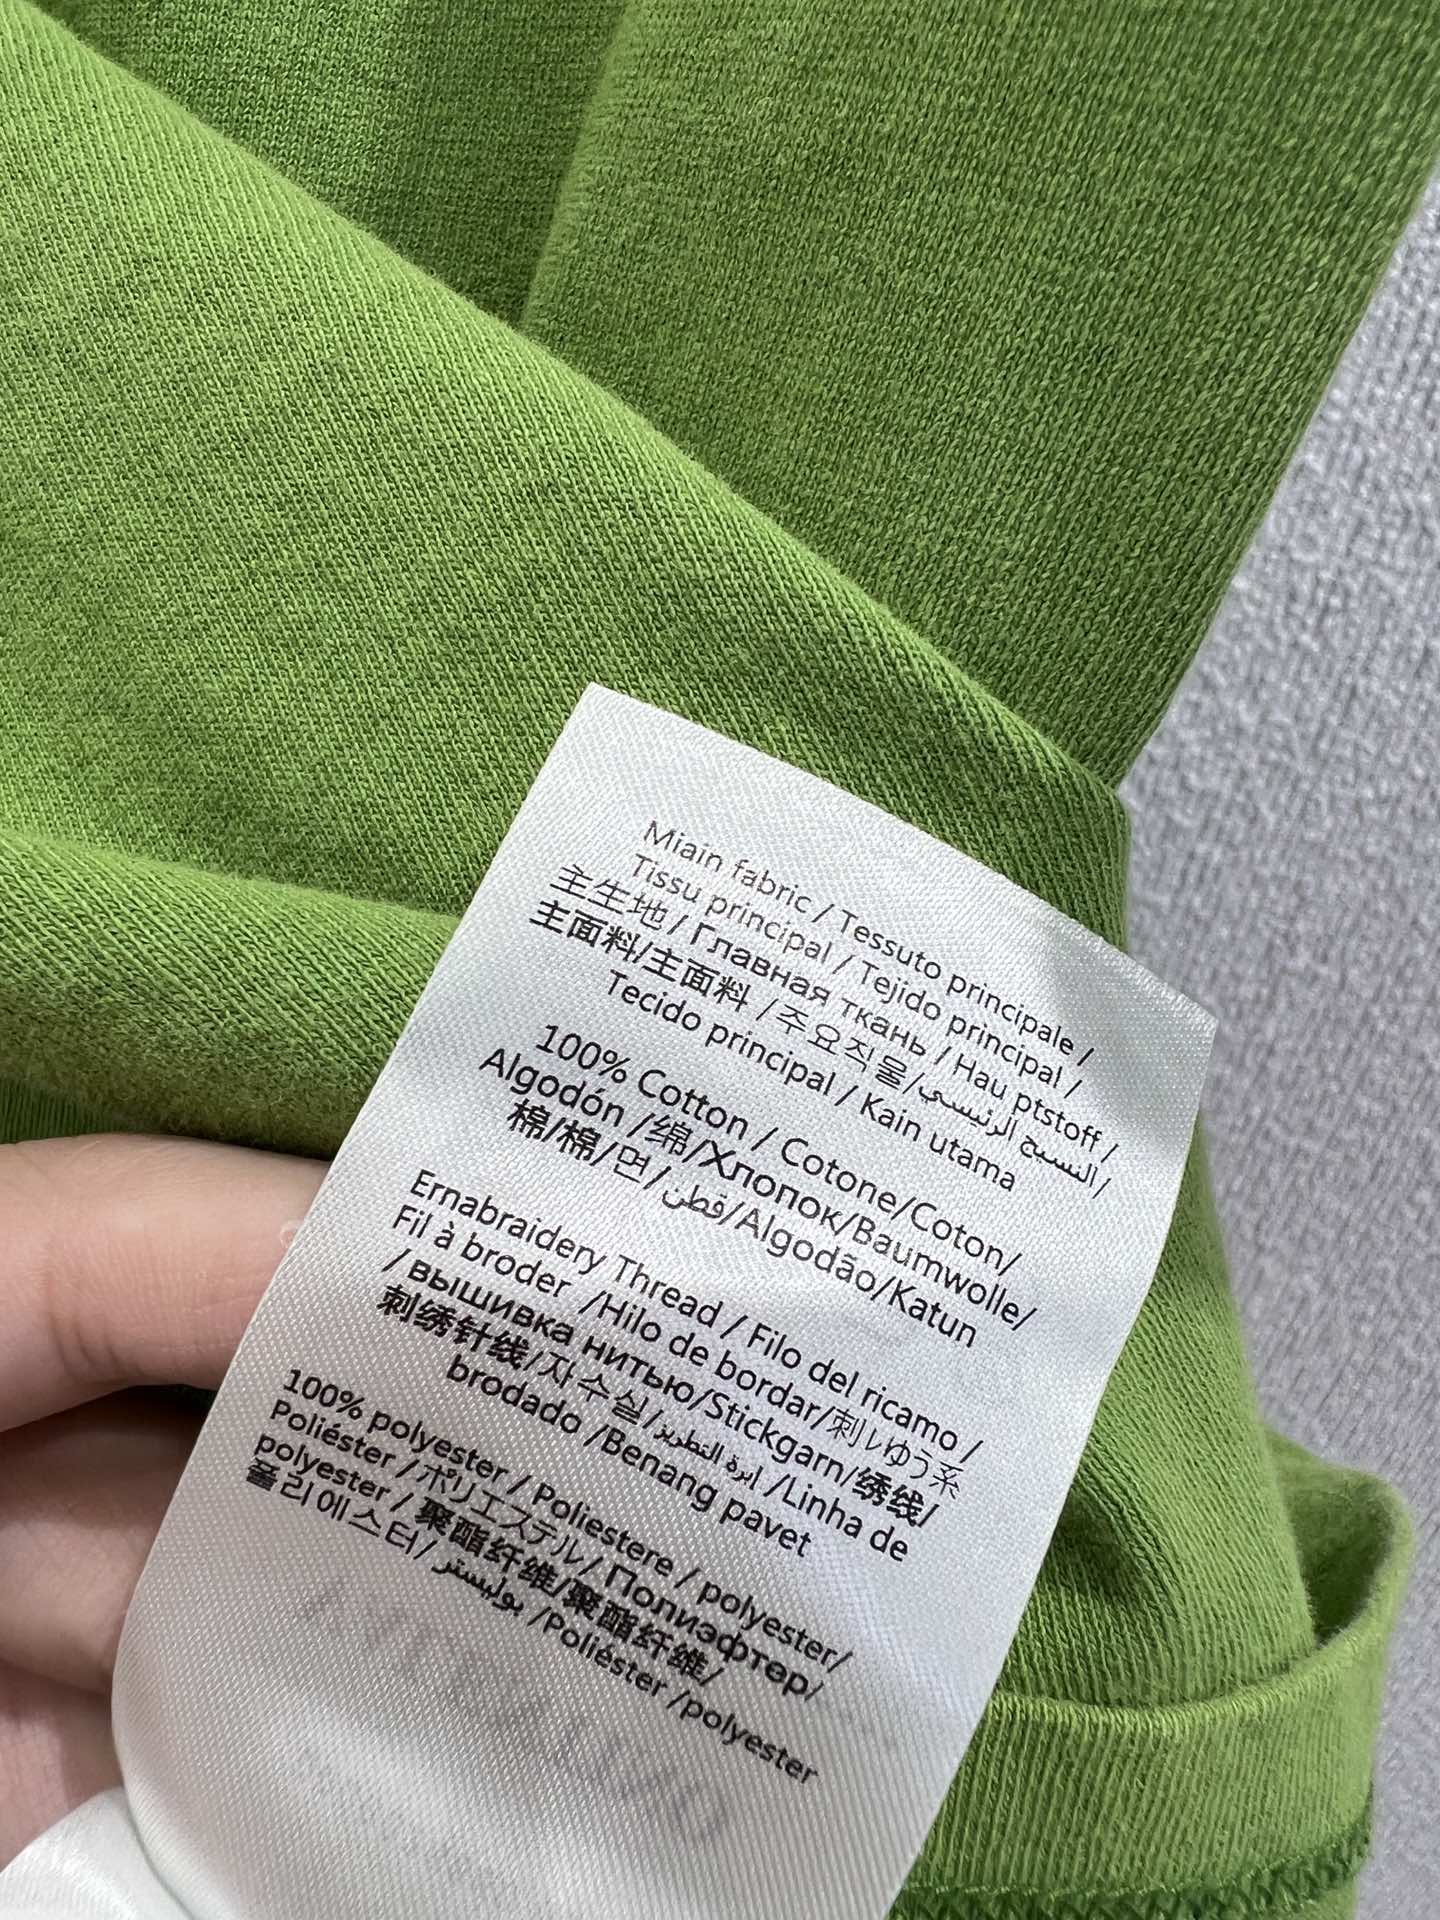 Miain fabric / Tessuto principale /
Tissu principal / Tejido principal /
主生地 / Главная ткань / Hau ptstoff /
主面料/主面料 /주요직물/النسيج الرئيسي/
Tecido principal / Kain utama
100% Cotton / Cotone/Coton/
Algodón /绵/Хлопок/Baumwolle/
棉/棉/면/قطن/Algodão/Katun
Ernabraidery Thread / Filo del ricamo /
Fil à broder /Hilo de bordar/刺レゆう系
/ вышивка нитью/Stickgarn/绣线/
刺绣针线/자수실/ابرة التطريز /Linha de
brodado /Benang pavet
100% polyester / Poliestere / polyester/
Poliéster /ポリエステル/ Полиэфтөр/
polyester / 聚酯纤维/聚酯纤维/
폴리에스터/بوليستر /Poliéster /polyester